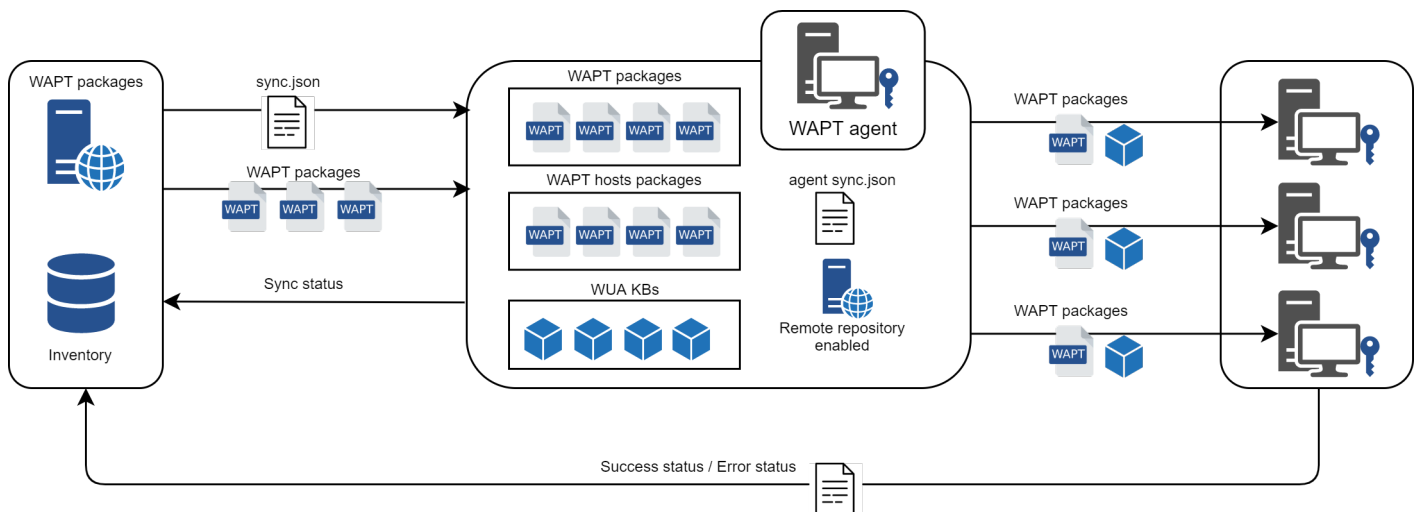 WAPT packages
Inventory
sync.json
WAPT packages
WAPT
WAPT
WAPT
Sync status
WAPT packages
WAPT
WAPT
WAPT
WAPT
WAPT hosts packages
WAPT
WAPT
WAPT
WAPT
WUA KBs
WAPT agent
agent sync.json
Remote repository
enabled
WAPT packages
WAPT
WAPT packages
WAPT
WAPT packages
WAPT
Success status / Error status